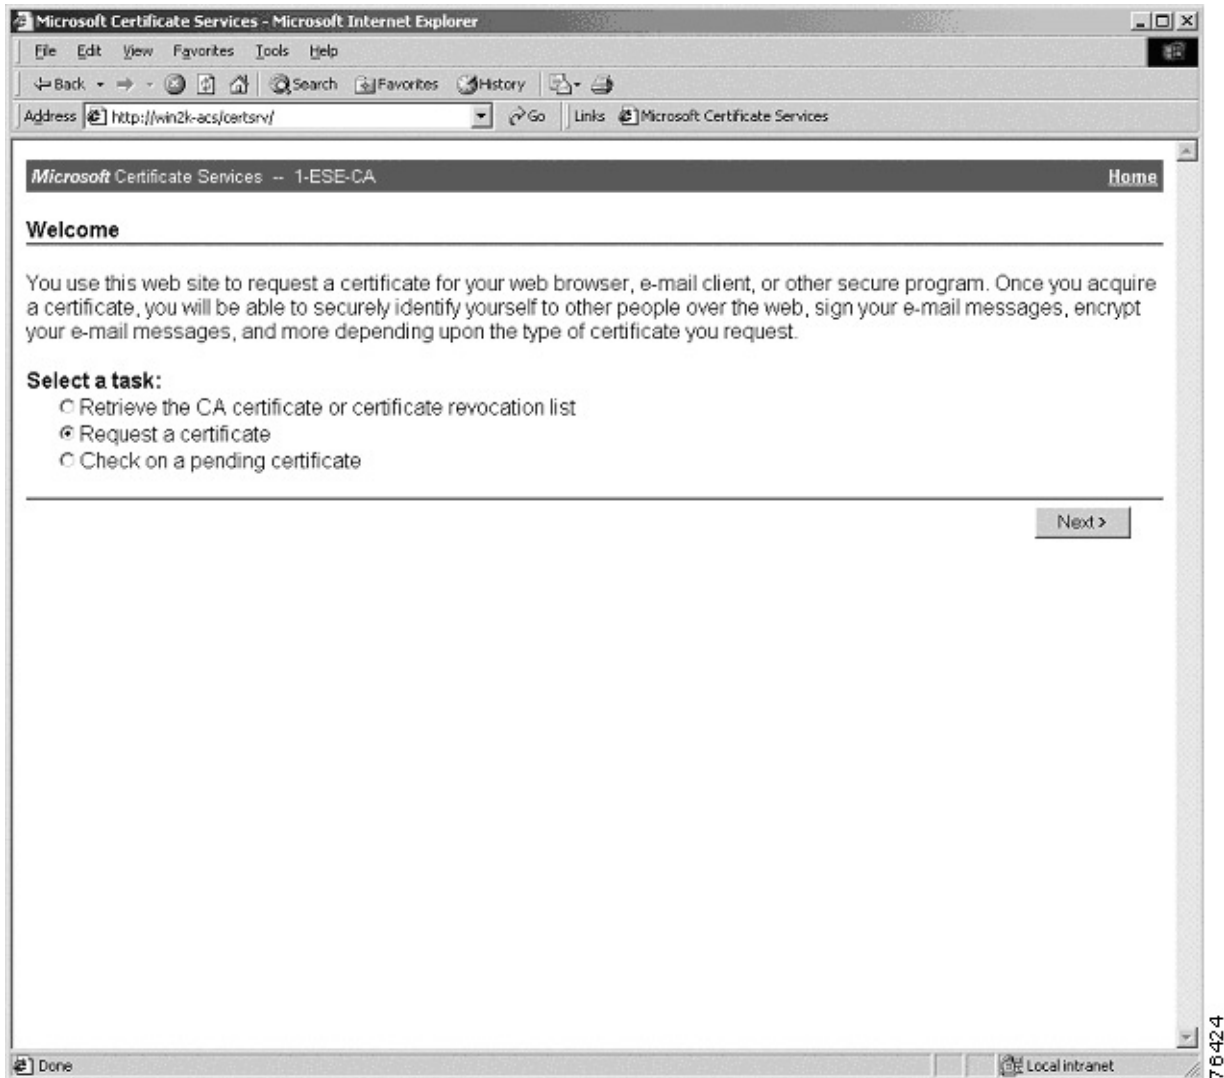 Microsoft Certificate Services - Microsoft Internet Explorer
File Edit View Favorites Tools Help
Back Search Favorites History
Address http://win2k-acs/certsrv/ Go Links Microsoft Certificate Services
Microsoft Certificate Services -- 1-ESE-CA Home
Welcome
You use this web site to request a certificate for your web browser, e-mail client, or other secure program. Once you acquire
a certificate, you will be able to securely identify yourself to other people over the web, sign your e-mail messages, encrypt
your e-mail messages, and more depending upon the type of certificate you request.
Select a task:
Retrieve the CA certificate or certificate revocation list
Request a certificate
Check on a pending certificate
Next >
Done Local intranet
76424